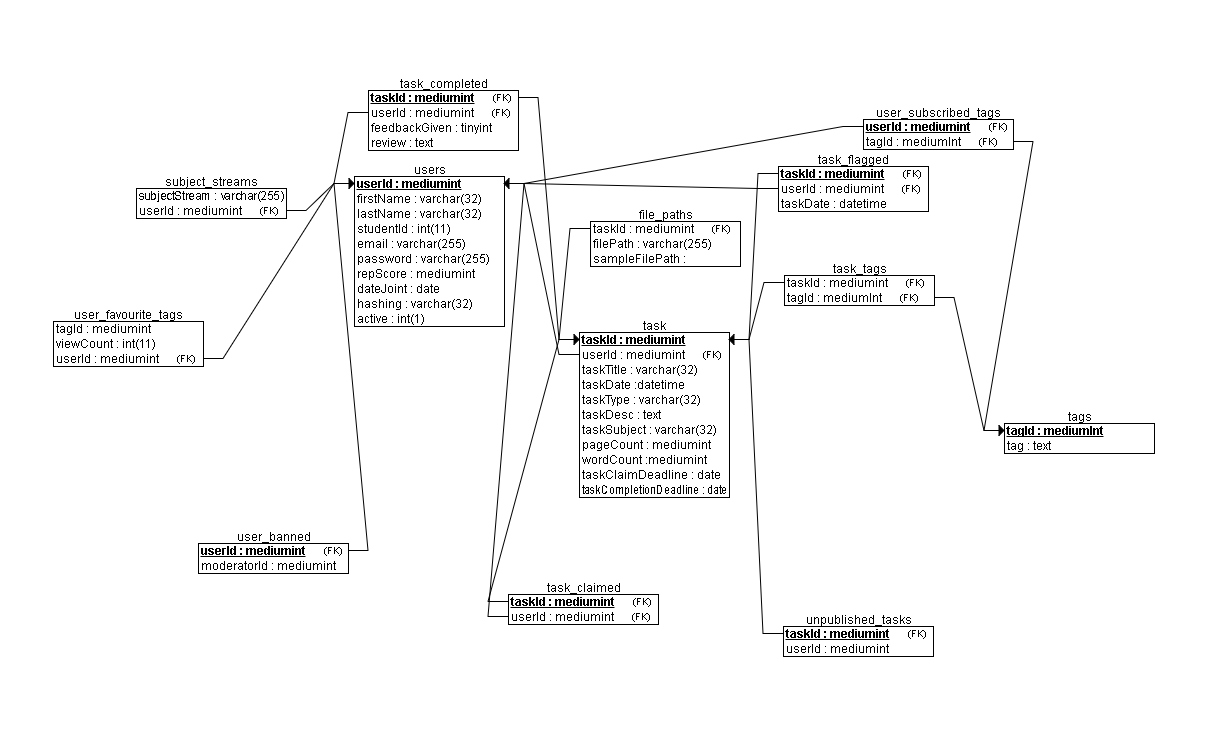 task_completed
taskId : mediumint (FK)
userId : mediumint (FK)
feedbackGiven : tinyint
review : text
user_subscribed_tags
userId : mediumint (FK)
tagId : mediumInt (FK)
task_flagged
taskId : mediumint (FK)
userId : mediumint (FK)
taskDate : datetime
users
userId : mediumint
firstName : varchar(32)
lastName : varchar(32)
studentId : int(11)
email : varchar(255)
password : varchar(255)
repScore : mediumint
dateJoint : date
hashing : varchar(32)
active : int(1)
subject_streams
subjectStream : varchar(255)
userId : mediumint (FK)
file_paths
taskId : mediumint (FK)
filePath : varchar(255)
sampleFilePath :
task_tags
taskId : mediumint (FK)
tagId : mediumInt (FK)
user_favourite_tags
tagId : mediumint
viewCount : int(11)
userId : mediumint (FK)
task
taskId : mediumint
userId : mediumint (FK)
taskTitle : varchar(32)
taskDate :datetime
taskType : varchar(32)
taskDesc : text
taskSubject : varchar(32)
pageCount : mediumint
wordCount :mediumint
taskClaimDeadline : date
taskCompletionDeadline : date
tags
tagId : mediumInt
tag : text
user_banned
userId : mediumint (FK)
moderatorId : mediumint
task_claimed
taskId : mediumint (FK)
userId : mediumint (FK)
unpublished_tasks
taskId : mediumint (FK)
userId : mediumint